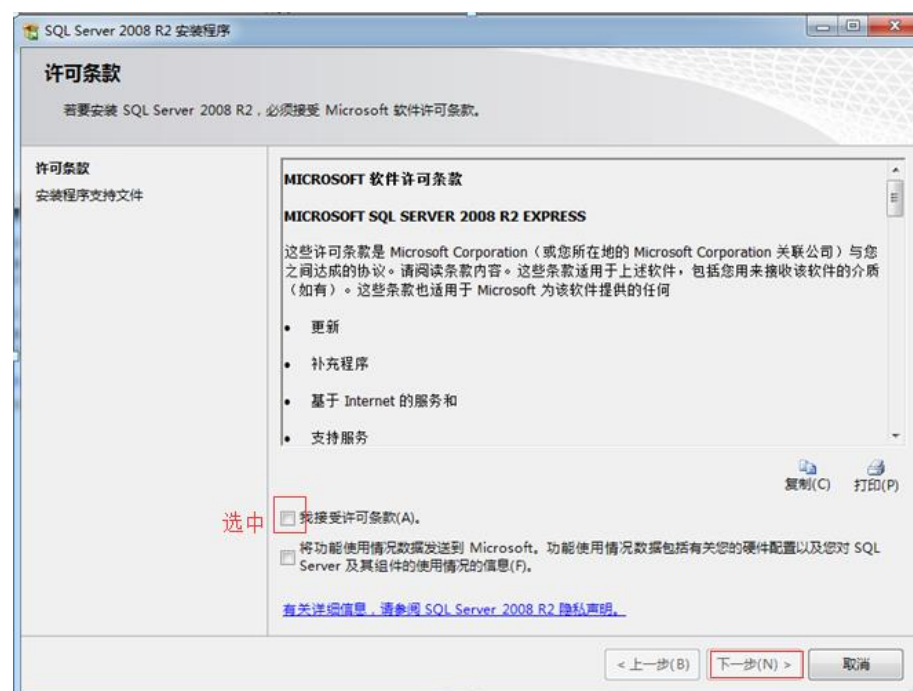 SQL Server 2008 R2 安装程序
许可条款
若要安装 SQL Server 2008 R2，必须接受 Microsoft 软件许可条款。
许可条款
安装程序支持文件
MICROSOFT 软件许可条款
MICROSOFT SQL SERVER 2008 R2 EXPRESS
这些许可条款是 Microsoft Corporation（或您所在地的 Microsoft Corporation 关联公司）与您
之间达成的协议。请阅读条款内容。这些条款适用于上述软件，包括您用来接收该软件的介质
（如有）。这些条款也适用于 Microsoft 为该软件提供的任何
• 更新
• 补充程序
• 基于 Internet 的服务和
• 支持服务
复制(C) 打印(P)
选中 我接受许可条款(A)。
将功能使用情况数据发送到 Microsoft。功能使用情况数据包括有关您的硬件配置以及您对 SQL
Server 及其组件的使用情况的信息(F)。
有关详细信息，请参阅 SQL Server 2008 R2 隐私声明。
< 上一步(B) 下一步(N) > 取消